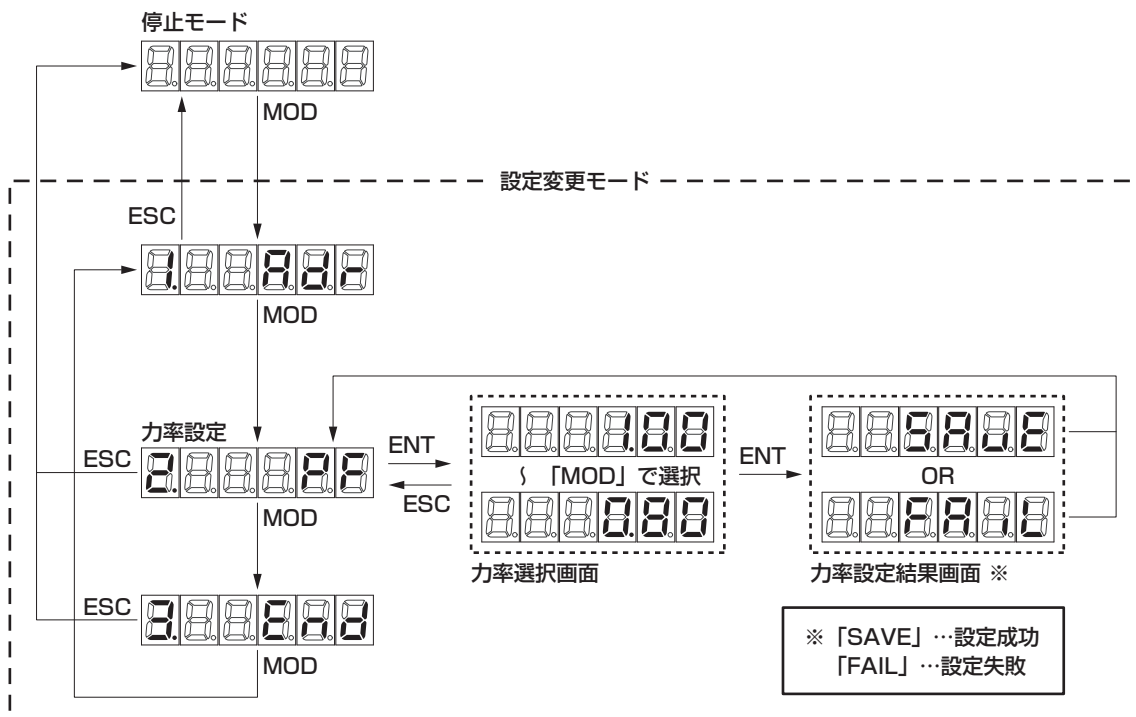 停止モード
MOD
設定変更モード
ESC
1. Adr
MOD
力率設定
ESC
2. PF
MOD
ENT
ESC
1.00
〜 「MOD」で選択
0.80
力率選択画面
ENT
SAvE
OR
FAiL
力率設定結果画面 ※
ESC
3. End
MOD
※「SAVE」…設定成功
「FAIL」…設定失敗